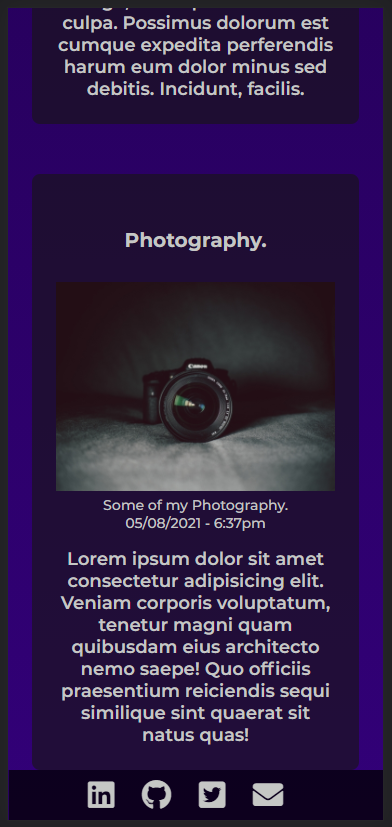 culpa. Possimus dolorum est
cumque expedita perferendis
harum eum dolor minus sed
debitis. Incidunt, facilis.
Photography.
Canon
Some of my Photography.
05/08/2021 - 6:37pm
Lorem ipsum dolor sit amet
consectetur adipisicing elit.
Veniam corporis voluptatum,
tenetur magni quam
quibusdam eius architecto
nemo saepe! Quo officiis
praesentium reiciendis sequi
similique sint quaerat sit
natus quas!
in